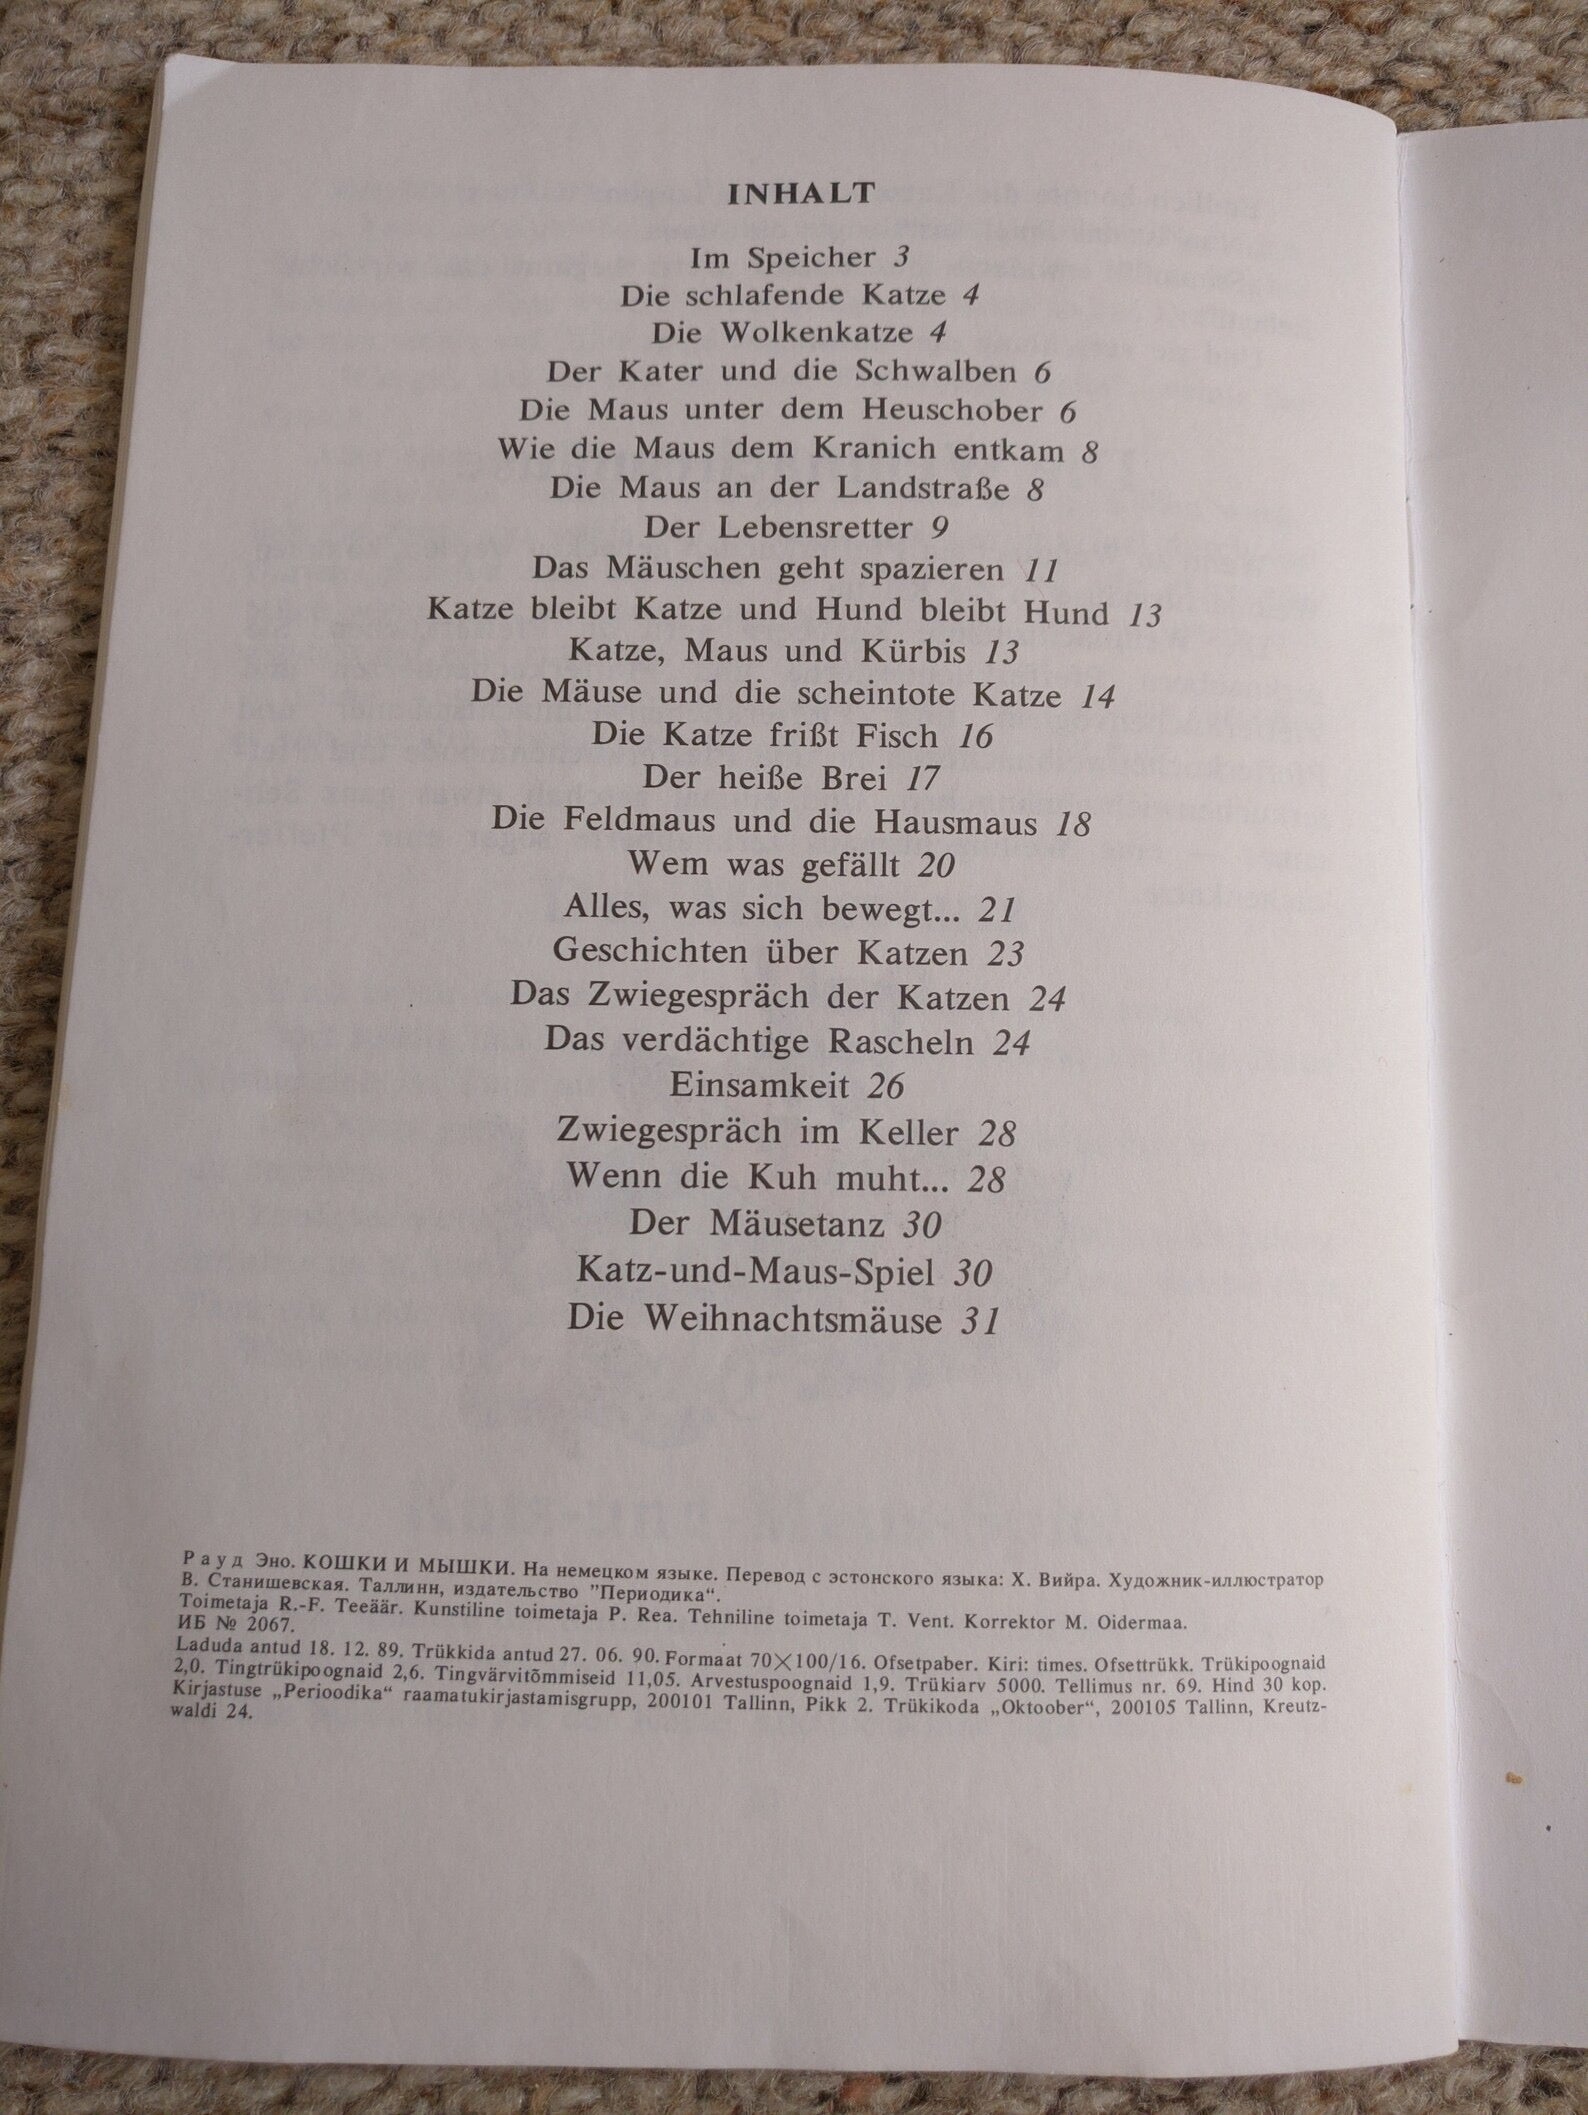 INHALT
Im Speicher 3
Die schlafende Katze 4
Die Wolkenkatze 4
Der Kater und die Schwalben 6
Die Maus unter dem Heuschober 6
Wie die Maus dem Kranich entkam 8
Die Maus an der Landstraße 8
Der Lebensretter 9
Das Mäuschen geht spazieren 11
Katze bleibt Katze und Hund bleibt Hund 13
Katze, Maus und Kürbis 13
Die Mäuse und die scheintote Katze 14
Die Katze frißt Fisch 16
Der heiße Brei 17
Die Feldmaus und die Hausmaus 18
Wem was gefällt 20
Alles, was sich bewegt... 21
Geschichten über Katzen 23
Das Zwiegespräch der Katzen 24
Das verdächtige Rascheln 24
Einsamkeit 26
Zwiegespräch im Keller 28
Wenn die Kuh muht... 28
Der Mäusetanz 30
Katz-und-Maus-Spiel 30
Die Weihnachtsmäuse 31
Рауд Эно. КОШКИ И МЫШКИ. На немецком языке. Перевод с эстонского языка: Х. Вийра. Художник-иллюстратор
В. Станишевская. Таллинн, издательство "Периодика".
Toimetaja R.-F. Teeäär. Kunstiline toimetaja P. Rea. Tehniline toimetaja T. Vent. Korrektor M. Oidermaa.
ИБ № 2067.
Laduda antud 18. 12. 89. Trükkida antud 27. 06. 90. Formaat 70×100/16. Ofsetpaber. Kiri: times. Ofsettrükk. Trükipoognaid
2,0. Tingtrükipoognaid 2,6. Tingvärvitõmmiseid 11,05. Arvestuspoognaid 1,9. Trükiarv 5000. Tellimus nr. 69. Hind 30 kop.
Kirjastuse „Perioodika“ raamatukirjastamisgrupp, 200101 Tallinn, Pikk 2. Trükikoda „Oktoober“, 200105 Tallinn, Kreutz-
waldi 24.